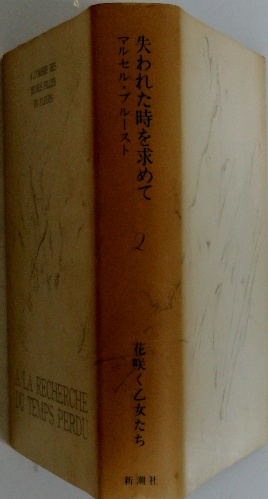 失われた時を求めて
マルセル・プルースト
2
花咲く乙女たち
新潮社
A LA RECHERCHE
DU TEMPS PERDU